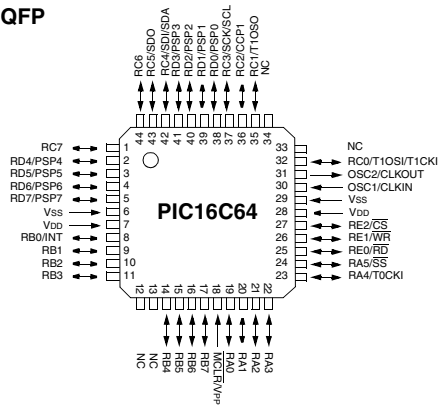 QFP
RC6
RC5/SDO
RC4/SDI/SDA
RD3/PSP3
RD2/PSP2
RD1/PSP1
RD0/PSP0
RC3/SCK/SCL
RC2/CCP1
RC1/T1OSO
NC
44
43
42
41
40
39
38
37
36
35
34
RC7 1
RD4/PSP4 2
RD5/PSP5 3
RD6/PSP6 4
RD7/PSP7 5
VSS 6
VDD 7
RB0/INT 8
RB1 9
RB2 10
RB3 11
PIC16C64
33 NC
32 RC0/T1OSI/T1CKI
31 OSC2/CLKOUT
30 OSC1/CLKIN
29 VSS
28 VDD
27 RE2/CS
26 RE1/WR
25 RE0/RD
24 RA5/SS
23 RA4/T0CKI
12
13
14
15
16
17
18
19
20
21
22
NC
NC
RB4
RB5
RB6
RB7
MCLR/VPP
RA0
RA1
RA2
RA3